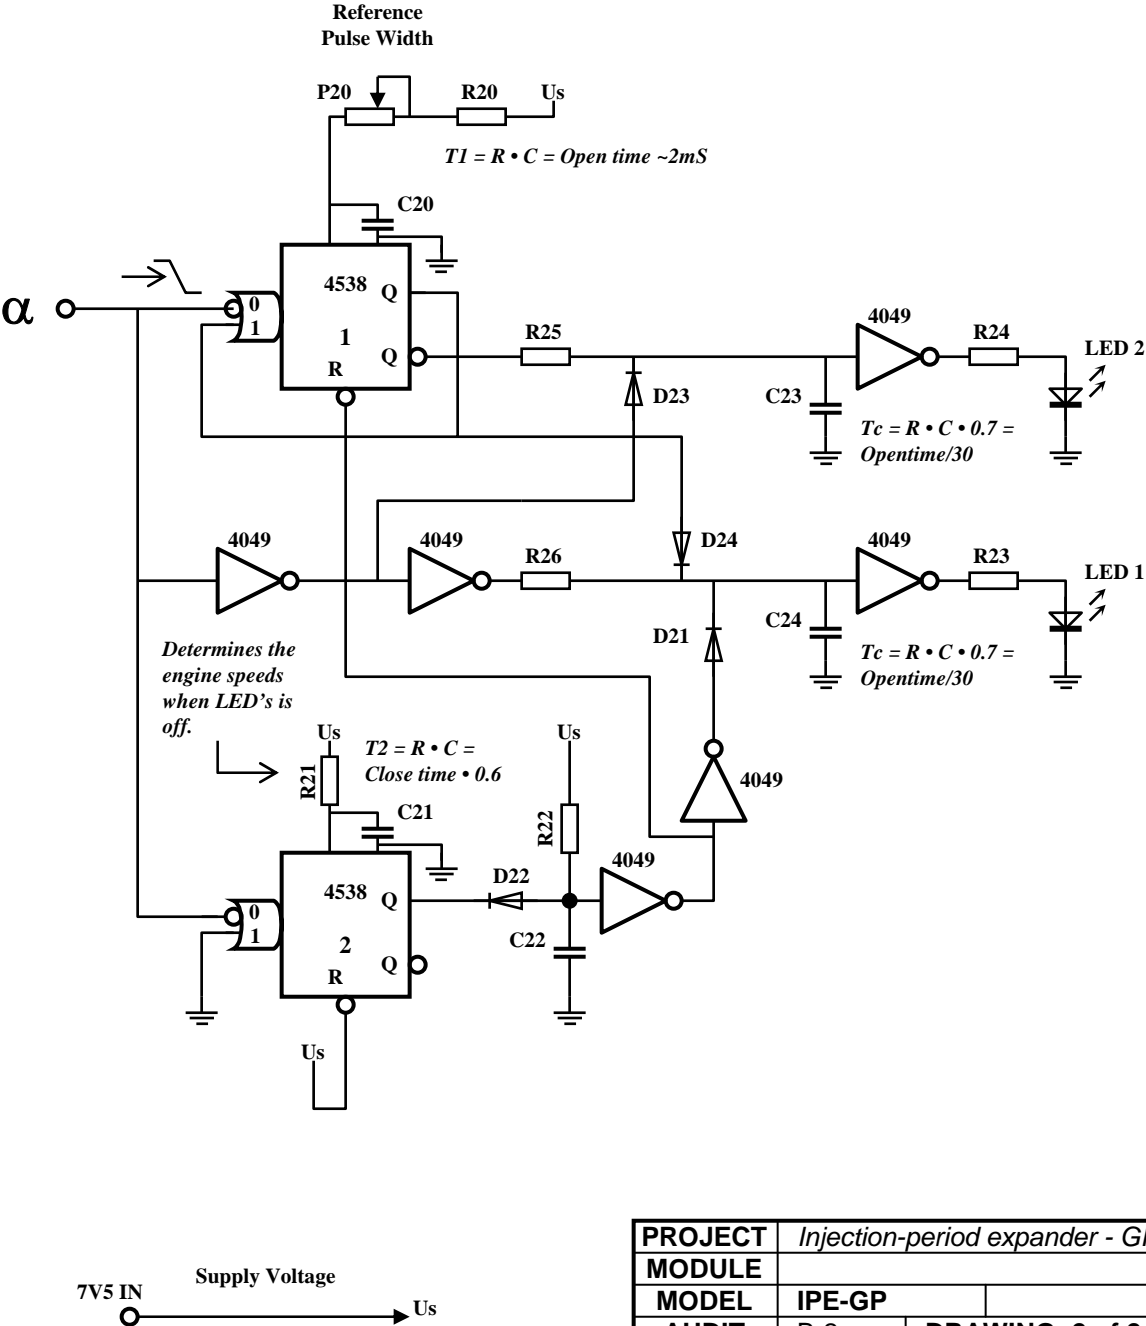 Reference
Pulse Width
P20
R20
Us
T1 = R • C = Open time ~2mS
C20
4538
Q
1
Q
R
0
1
α
R25
4049
R24
LED 2
D23
C23
Tc = R • C • 0.7 =
Opentime/30
4049
4049
R26
D24
4049
R23
LED 1
D21
C24
Tc = R • C • 0.7 =
Opentime/30
Determines the
engine speeds
when LED's is
off.
Us
T2 = R • C =
Close time • 0.6
R21
C21
Us
R22
4049
4049
D22
C22
4538
Q
2
Q
R
0
1
Us
Supply Voltage
7V5 IN
Us
PROJECT Injection-period expander -
MODULE
MODEL IPE-GP